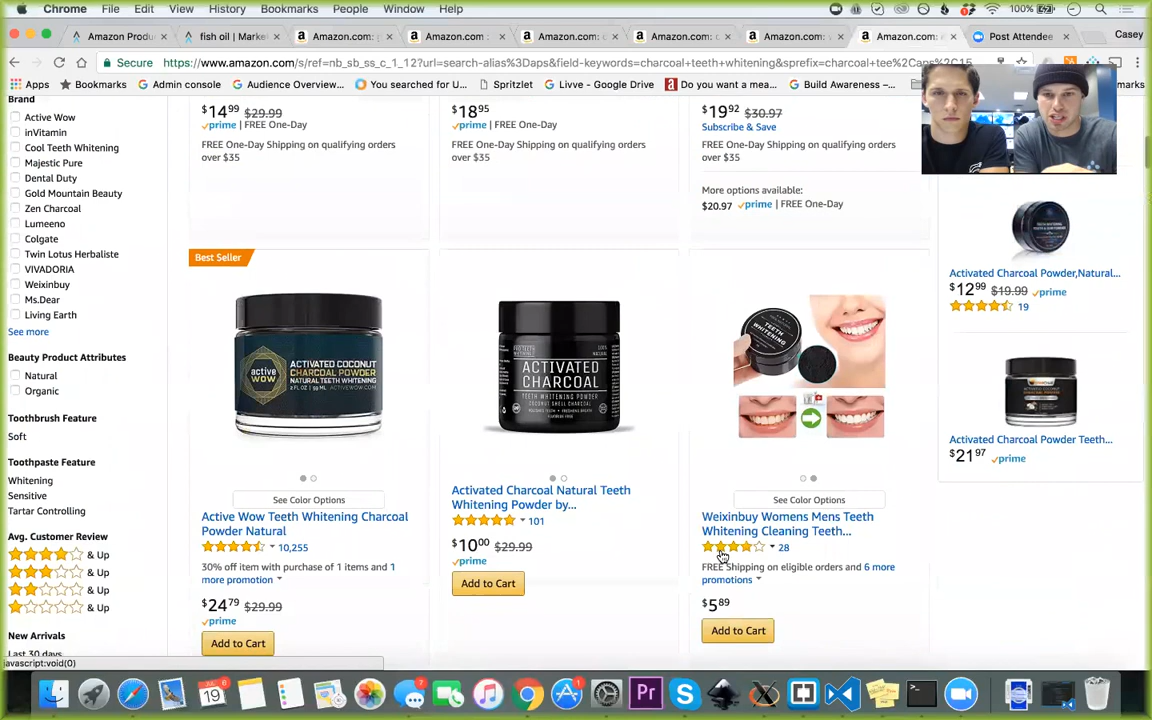 Chrome File Edit View History Bookmarks People Window Help 100%
Amazon Produ
fish oil | Marke
Amazon.com: 
Amazon.com : 
Amazon.com: 
Amazon.com: 
Amazon.com: 
Amazon.com: 
Post Attendee
Casey
Secure https://www.amazon.com/s/ref=nb_sb_ss_c_1_12?url=search-alias%3Daps&field-keywords=charcoal+teeth+whitening&sprefix=charcoal+tee%2Caps%2C15
Apps Bookmarks Admin console Audience Overview... You searched for U... Spritzlet Livve - Google Drive Do you want a mea... Build Awareness –...
Brand
Active Wow
inVitamin
Cool Teeth Whitening
Majestic Pure
Dental Duty
Gold Mountain Beauty
Zen Charcoal
Lumeeno
Colgate
Twin Lotus Herbaliste
VIVADORIA
Weixinbuy
Ms.Dear
Living Earth
See more
Beauty Product Attributes
Natural
Organic
Toothbrush Feature
Soft
Toothpaste Feature
Whitening
Sensitive
Tartar Controlling
Avg. Customer Review
& Up
& Up
& Up
& Up
New Arrivals
Last 30 days
javascript:void(0)
$14 99 $29.99
prime | FREE One-Day
FREE One-Day Shipping on qualifying orders
over $35
$18 95
prime | FREE One-Day
FREE One-Day Shipping on qualifying orders
over $35
$19 92 $30.97
Subscribe & Save
FREE One-Day Shipping on qualifying orders
over $35
More options available:
$20.97 prime | FREE One-Day
Best Seller
active
wow
ACTIVATED COCONUT
CHARCOAL POWDER
NATURAL TEETH WHITENING
See Color Options
Active Wow Teeth Whitening Charcoal
Powder Natural
10,255
30% off item with purchase of 1 items and 1
more promotion
$24 79 $29.99
prime
Add to Cart
ACTIVATED
CHARCOAL
TEETH WHITENING POWDER
Activated Charcoal Natural Teeth
Whitening Powder by...
101
$10 00 $29.99
prime
Add to Cart
TEETH
WHITENING
See Color Options
Weixinbuy Womens Mens Teeth
Whitening Cleaning Teeth...
28
FREE Shipping on eligible orders and 6 more
promotions
$5 89
Add to Cart
Activated Charcoal Powder,Natural...
$12 99 $19.99 prime
19
Activated Charcoal Powder Teeth...
$21 97 prime
19
Pr